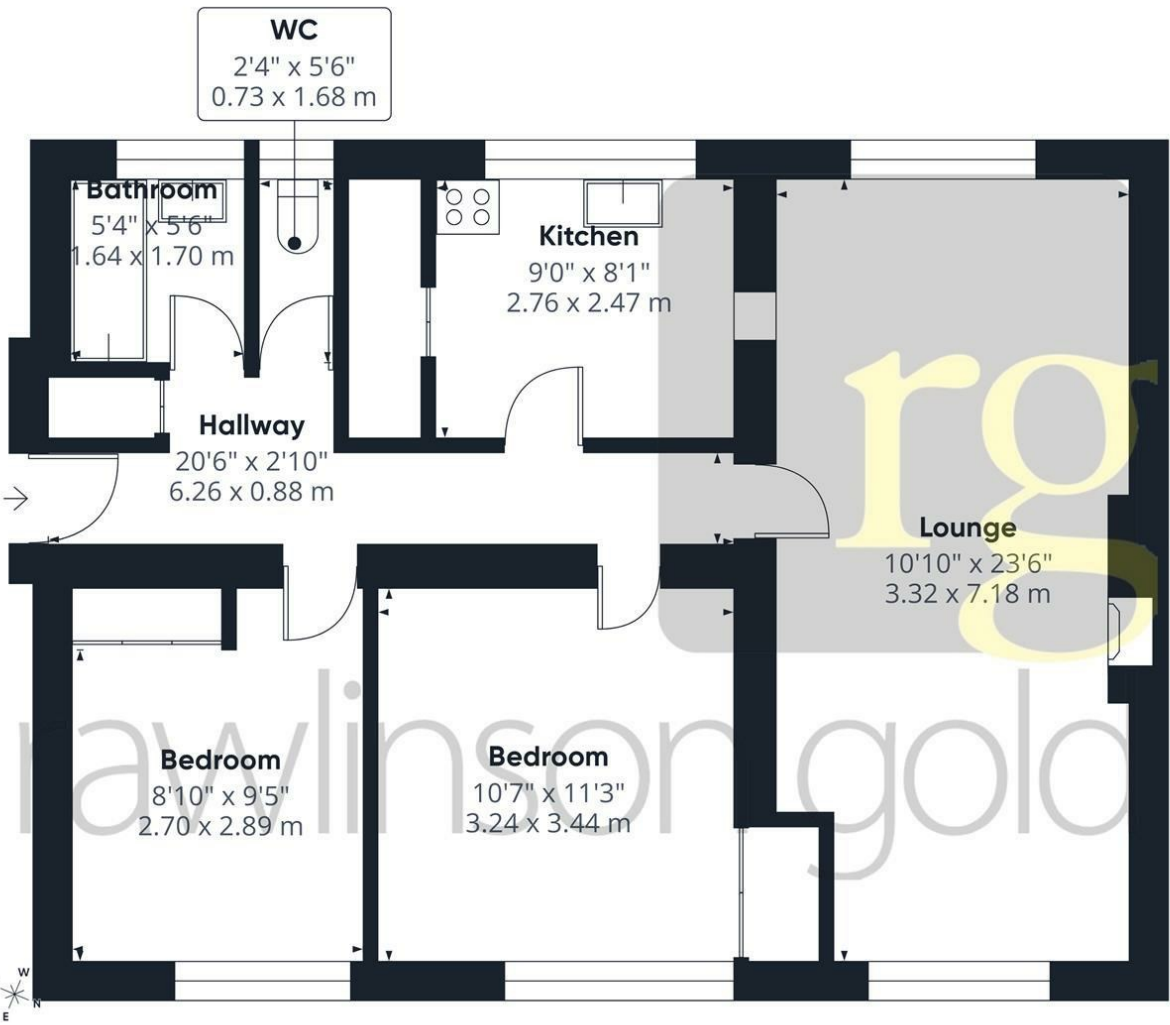 WC
2'4" x 5'6"
0.73 x 1.68 m
Bathroom
5'4" x 5'6"
1.64 x 1.70 m
Kitchen
9'0" x 8'1"
2.76 x 2.47 m
Hallway
20'6" x 2'10"
6.26 x 0.88 m
rg
Lounge
10'10" x 23'6"
3.32 x 7.18 m
rawlinson gold
Bedroom
8'10" x 9'5"
2.70 x 2.89 m
Bedroom
10'7" x 11'3"
3.24 x 3.44 m
W
N
E